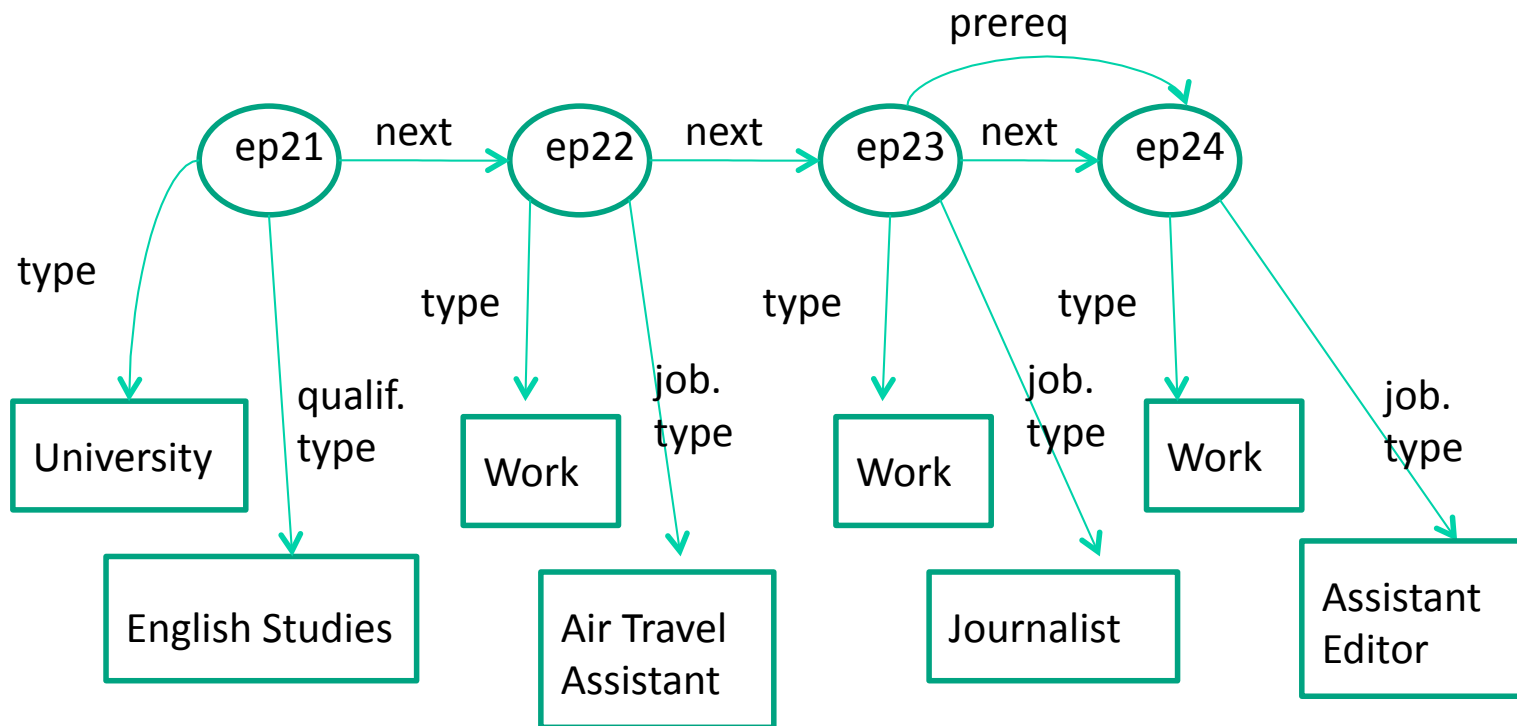 prereq
ep21
next
ep22
next
ep23
next
ep24
type
type
type
type
qualif.
type
job.
type
job.
type
job.
type
University
Work
Work
Work
English Studies
Air Travel
Assistant
Journalist
Assistant
Editor